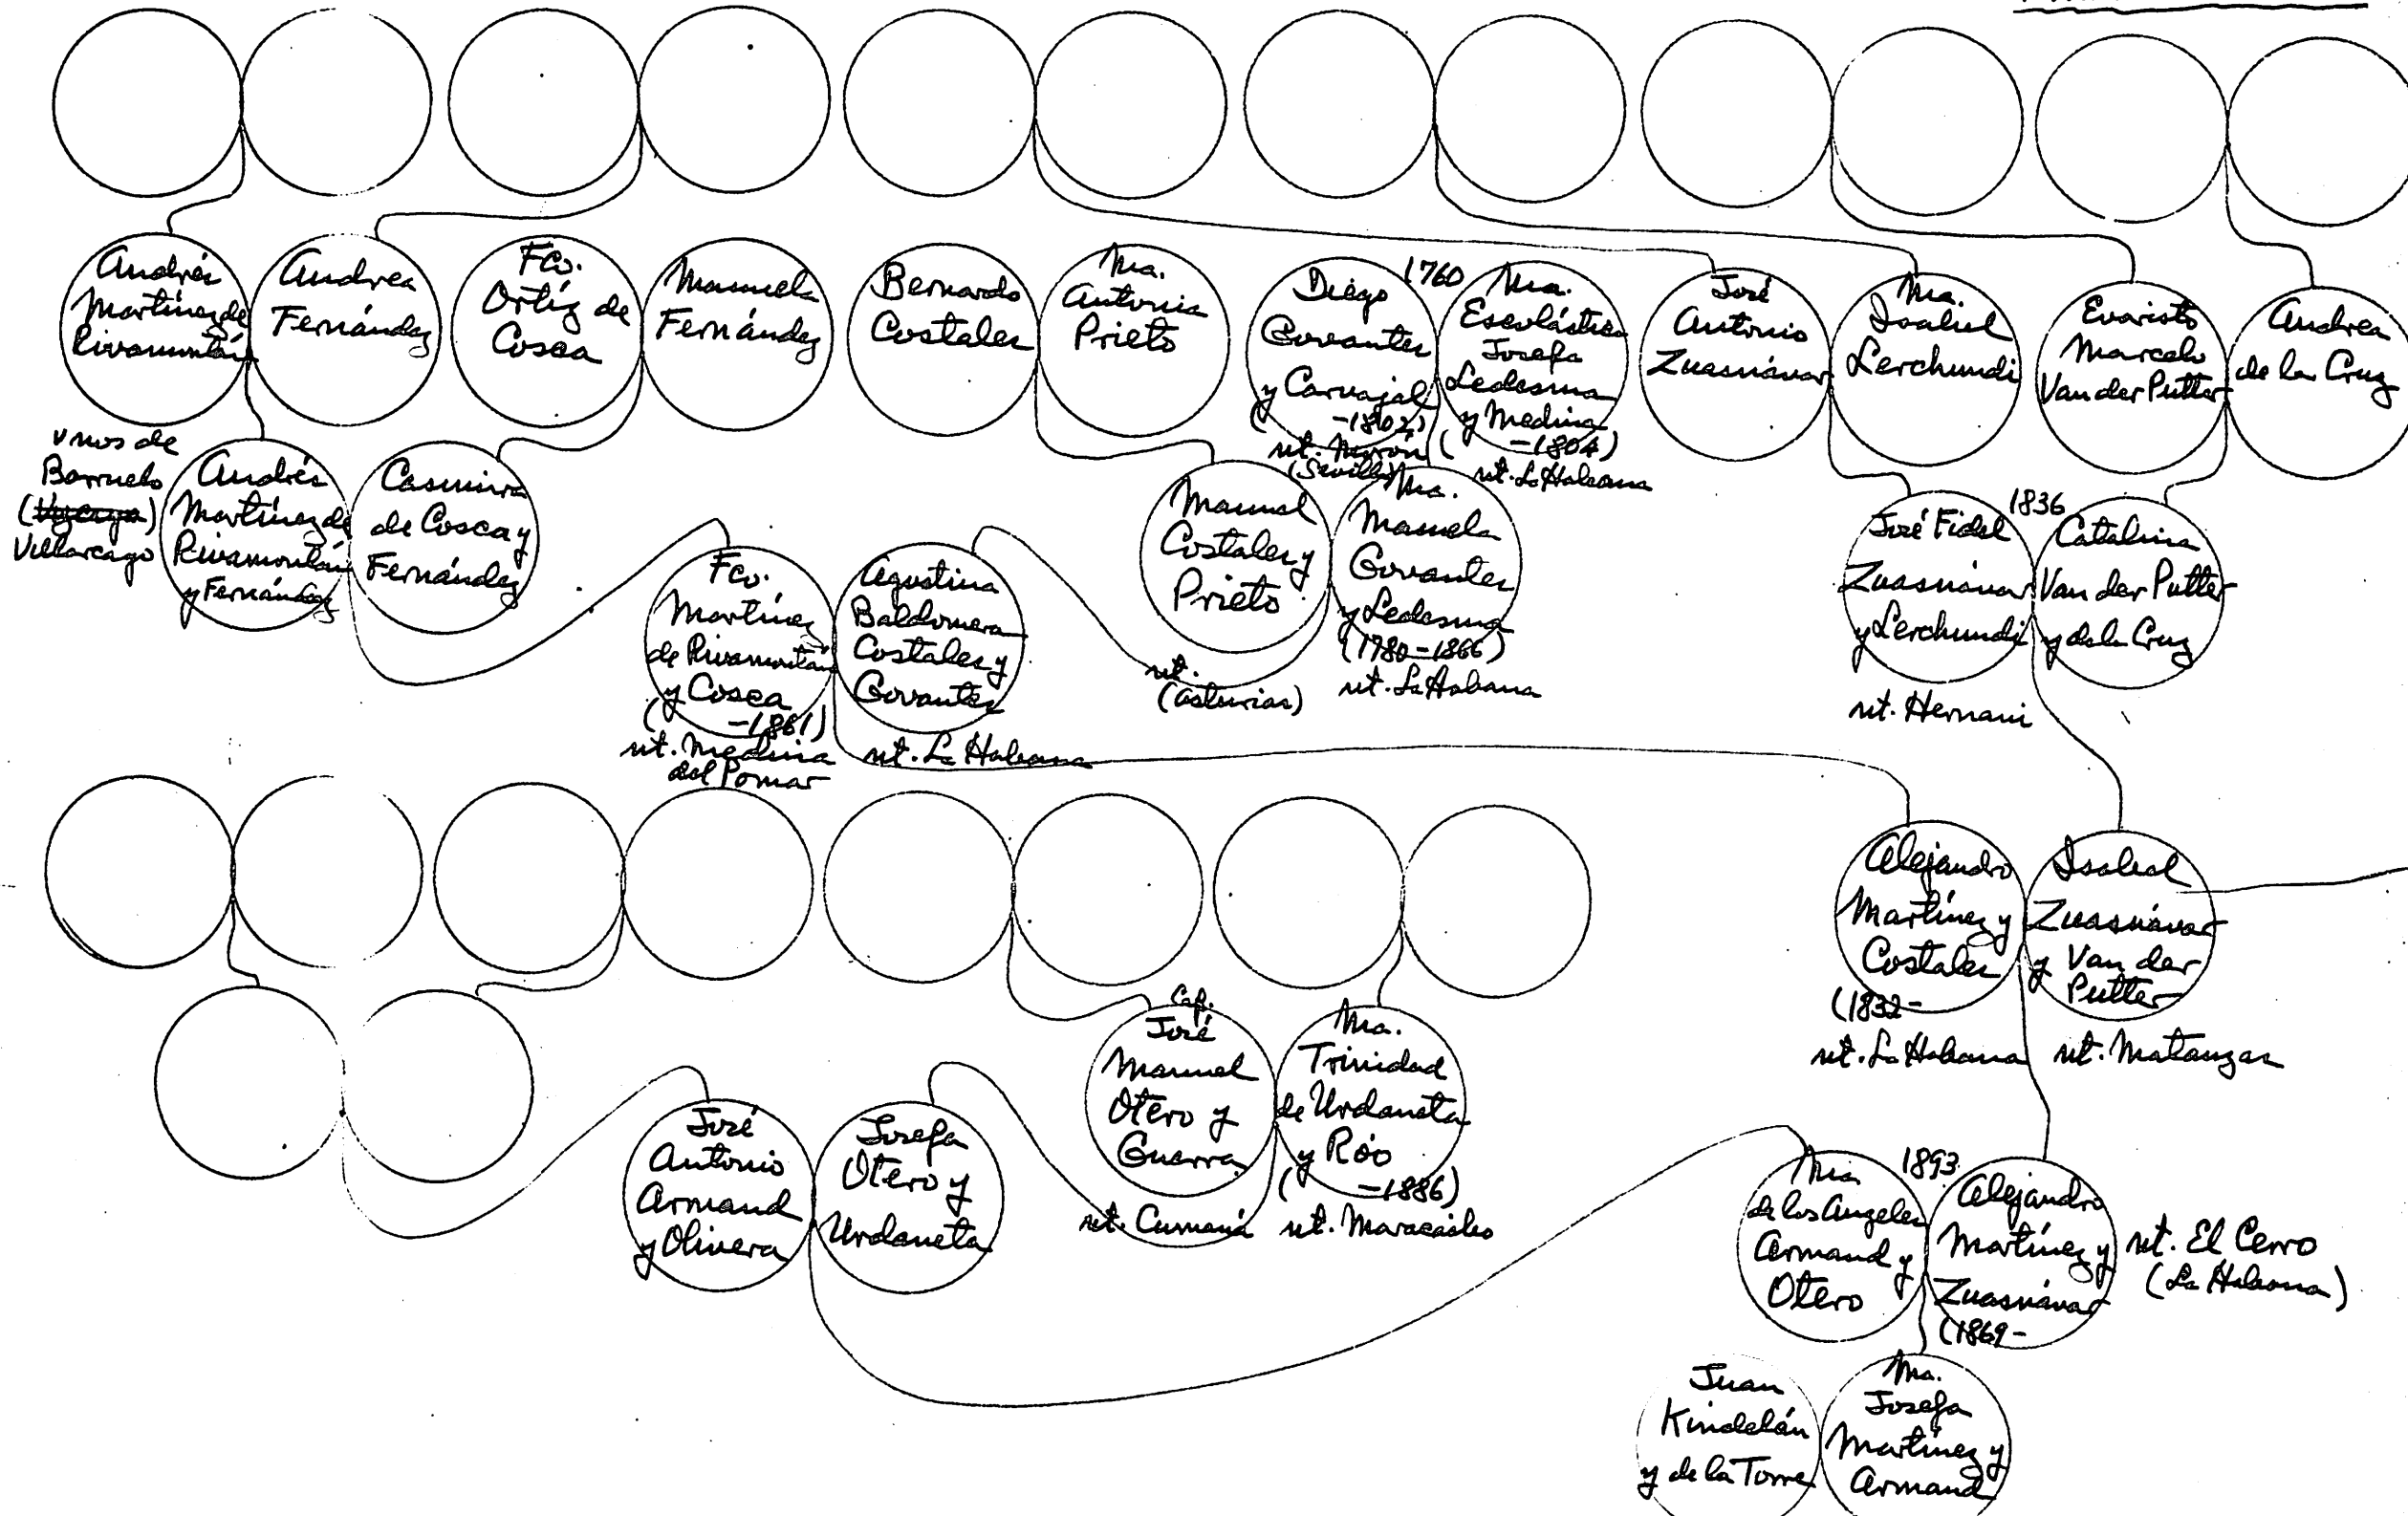 Andrés
Martínez de
Rivamontán
Andrea
Fernández
Fco.
Ortíz de
Cosca
Manuela
Fernández
Bernardo
Costales
Ma.
Antonia
Prieto
Diego
Govantes
y Carvajal
( -1802)
nt. Morón
(Sevilla)
1760
Ma.
Escolástica
Josefa
Ledesma
y Medina
( -1804)
nt. La Habana
José
Antonio
Zuasnávar
Ma.
Isabel
Lerchundi
Evaristo
Marcelo
Van der Putter
Andrea
de la Cruz
vnos de
Barruelo
Villarcayo
Andrés
Martínez de
Rivamontán
y Fernández
Casimira
de Cosca y
Fernández
Fco.
Martínez
de Rivamontán
y Cosca
( -1861)
nt. Medina
del Pomar
Agustina
Baldomera
Costales y
Govantes
nt. La Habana
Manuel
Costales y
Prieto
nt.
(Asturias)
Ma.
Manuela
Govantes
y Ledesma
(1780-1866)
nt. La Habana
José Fidel
Zuasnávar
y Lerchundi
nt. Hernani
1836
Catalina
Van der Putter
y de la Cruz
Alejandro
Martínez y
Costales
(1832-
nt. La Habana
Isabel
Zuasnávar
y Van der
Putter
nt. Matanzas
Cap.
José
Manuel
Otero y
Guerra
nt. Cumaná
Ma.
Trinidad
de Urdaneta
y Róo
( -1886)
nt. Maracaibo
José
Antonio
Armand
y Olivera
Josefa
Otero y
Urdaneta
Ma.
de los Angeles
Armand y
Otero
1893
Alejandro
Martínez y
Zuasnávar
(1869-
nt. El Cerro
(La Habana)
Juan
Kindelán
y de la Torre
Ma.
Josefa
Martínez y
Armand